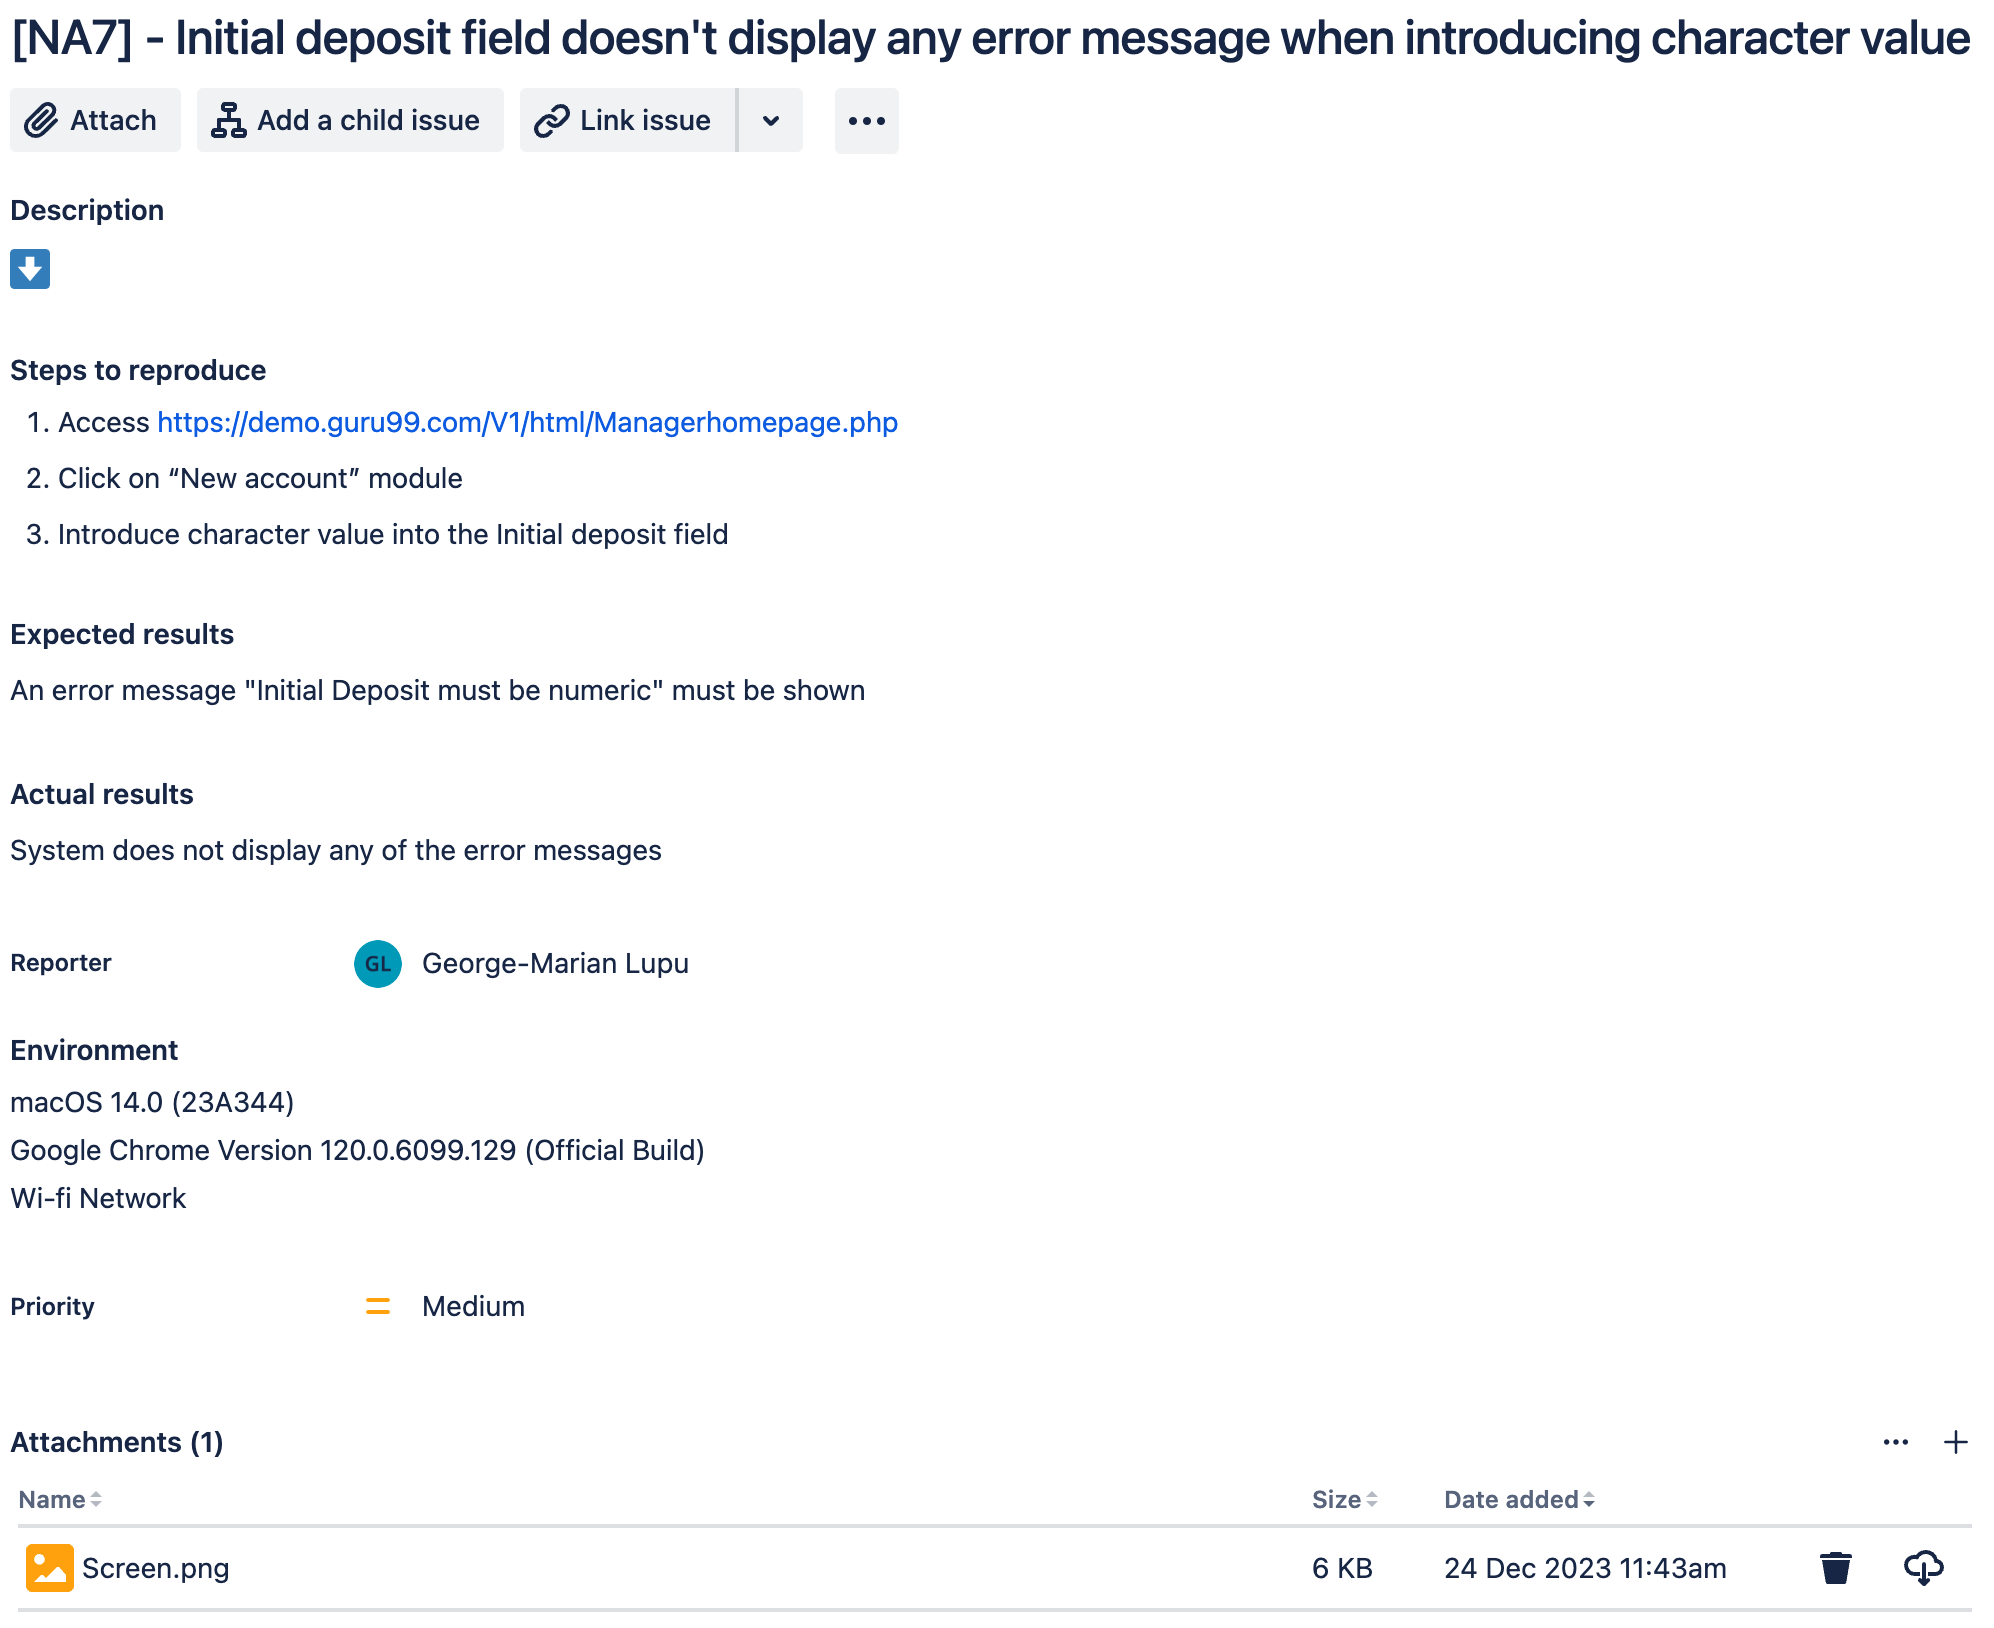 [NA7] - Initial deposit field doesn't display any error message when introducing character value
Attach Add a child issue Link issue
Description
Steps to reproduce
1. Access https://demo.guru99.com/V1/html/Managerhomepage.php
2. Click on “New account” module
3. Introduce character value into the Initial deposit field
Expected results
An error message "Initial Deposit must be numeric" must be shown
Actual results
System does not display any of the error messages
Reporter GL George-Marian Lupu
Environment
macOS 14.0 (23A344)
Google Chrome Version 120.0.6099.129 (Official Build)
Wi-fi Network
Priority Medium
Attachments (1)
Name Size Date added
Screen.png 6 KB 24 Dec 2023 11:43am